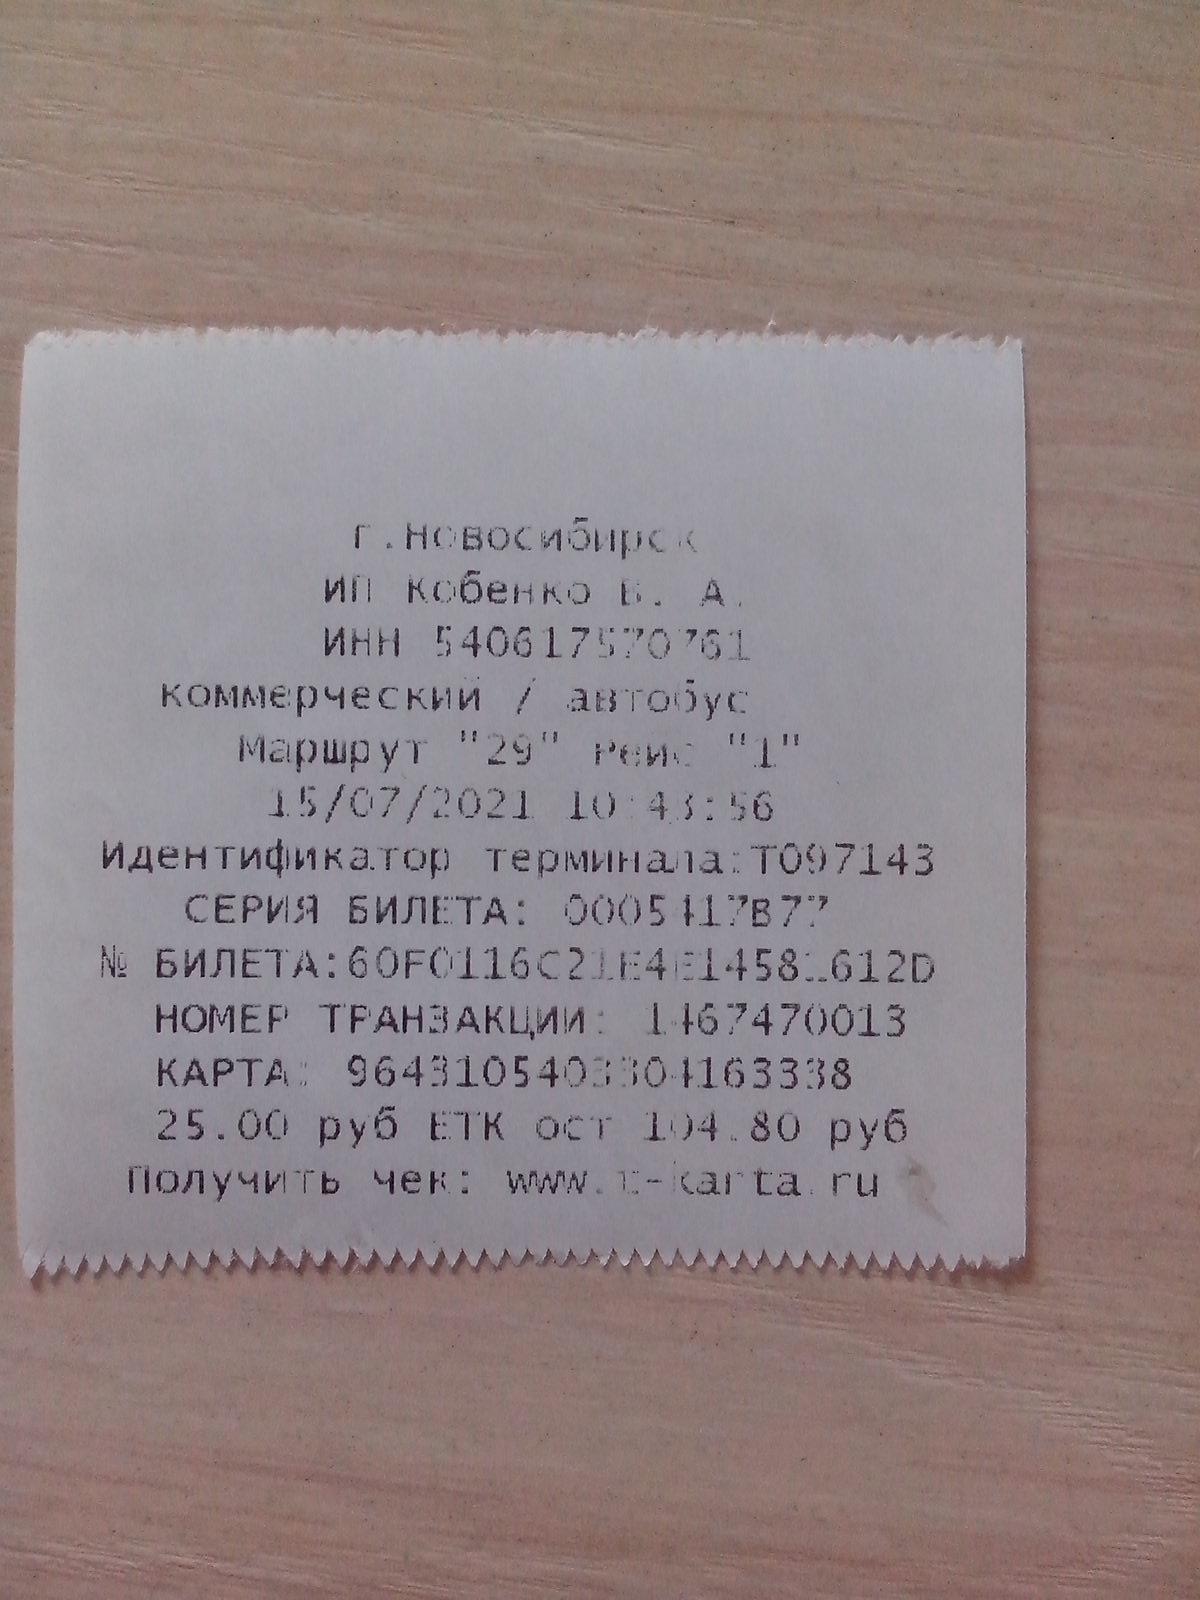 г.Новосибирск
ИП Кобенко В. А.
ИНН 540617570761
коммерческий / автобус
Маршрут "29" Рейс "1"
15/07/2021 10:43:56
Идентификатор терминала:Т097143
СЕРИЯ БИЛЕТА: 0005417B77
№ БИЛЕТА:60F0116C21E4E14581612D
НОМЕР ТРАНЗАКЦИИ: 1467470013
КАРТА: 9643105403304163338
25.00 руб ЕТК ост 104.80 руб
Получить чек: www.t-karta.ru